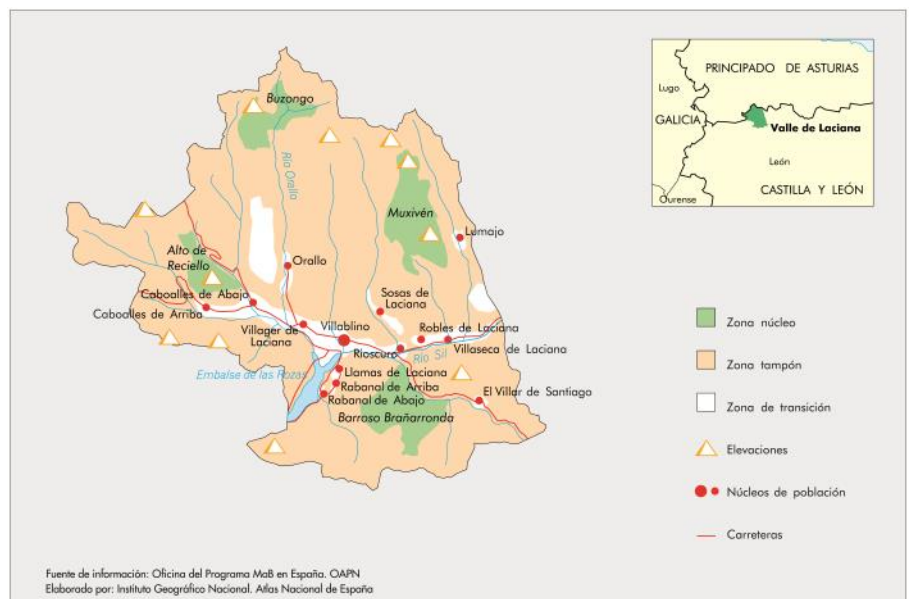 Buzongo
Río Orallo
Muxivén
Lumajo
Alto de
Reciello
Orallo
Caboalles de Abajo
Caboalles de Arriba
Sosas de
Laciana
Villager de
Laciana
Villablino
Robles de Laciana
Rioscuro
Río Sil
Villaseca de Laciana
Embalse de las Rozas
Llamas de Laciana
Rabanal de Arriba
Rabanal de Abajo
El Villar de Santiago
Barroso Brañarronda
PRINCIPADO DE ASTURIAS
Lugo
GALICIA
Valle de Laciana
León
CASTILLA Y LEÓN
Ourense
Zona núcleo
Zona tampón
Zona de transición
Elevaciones
Núcleos de población
Carreteras
Fuente de información: Oficina del Programa MaB en España. OAPN
Elaborado por: Instituto Geográfico Nacional. Atlas Nacional de España